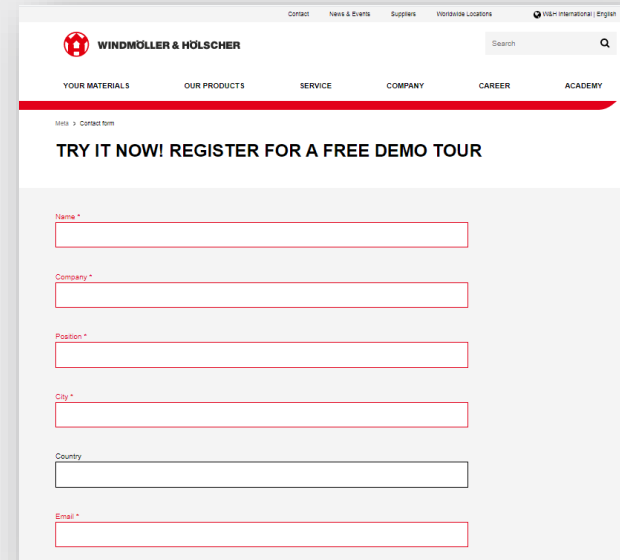 Contact News & Events Suppliers Worldwide Locations W&H International | English
WINDMÖLLER & HÖLSCHER
Search
YOUR MATERIALS OUR PRODUCTS SERVICE COMPANY CAREER ACADEMY
Meta > Contact form
TRY IT NOW! REGISTER FOR A FREE DEMO TOUR
Name *
Company *
Position *
City *
Country
Email *